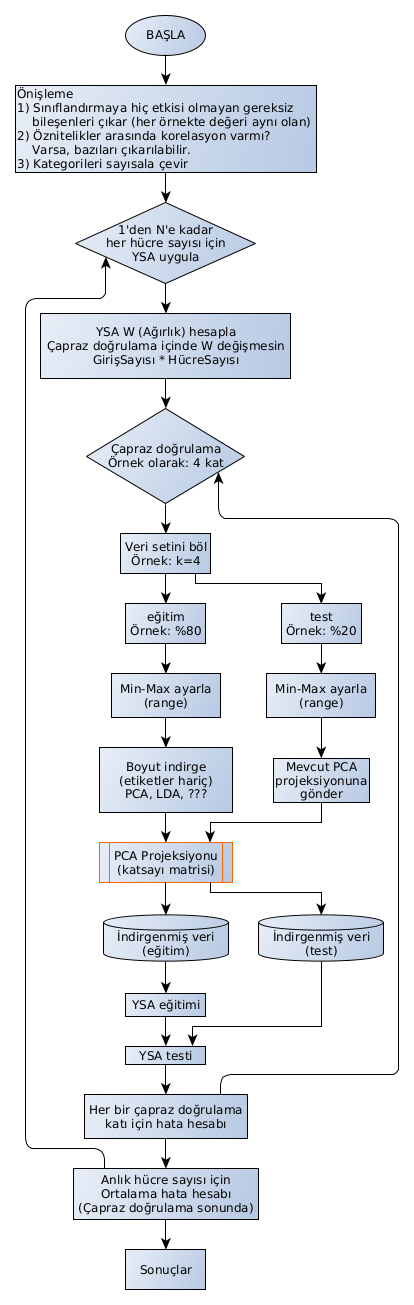 BAŞLA
Önişleme
1) Sınıflandırmaya hiç etkisi olmayan gereksiz
bileşenleri çıkar (her örnekte değeri aynı olan)
2) Öznitelikler arasında korelasyon varmı?
Varsa, bazıları çıkarılabilir.
3) Kategorileri sayısala çevir
1'den N'e kadar
her hücre sayısı için
YSA uygula
YSA W (Ağırlık) hesapla
Çapraz doğrulama içinde W değişmesin
GirişSayısı * HücreSayısı
Çapraz doğrulama
Örnek olarak: 4 kat
Veri setini böl
Örnek: k=4
eğitim
Örnek: %80
test
Örnek: %20
Min-Max ayarla
(range)
Min-Max ayarla
(range)
Boyut indirge
(etiketler hariç)
PCA, LDA, ???
Mevcut PCA
projeksiyonuna
gönder
PCA Projeksiyonu
(katsayı matrisi)
İndirgenmiş veri
(eğitim)
İndirgenmiş veri
(test)
YSA eğitimi
YSA testi
Her bir çapraz doğrulama
katı için hata hesabı
Anlık hücre sayısı için
Ortalama hata hesabı
(Çapraz doğrulama sonunda)
Sonuçlar